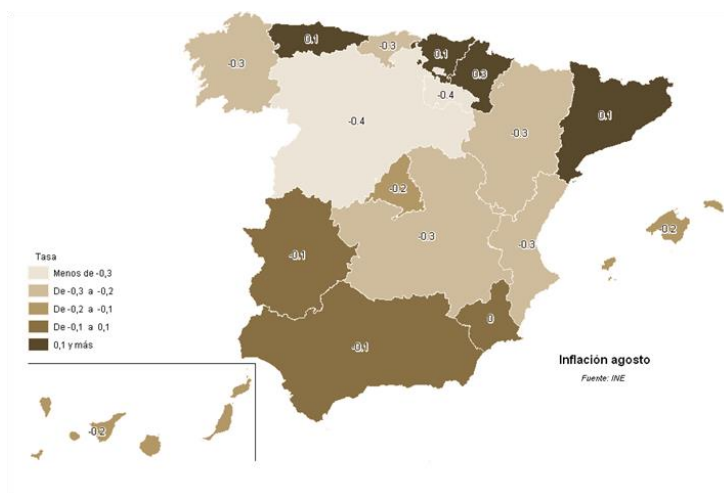 0.1
-0.3
0.1
0.3
-0.3
-0.4
0.1
-0.4
-0.3
-0.2
-0.2
-0.3
-0.3
-0.1
0
-0.1
Tasa
Menos de -0,3
De -0,3 a -0,2
De -0,2 a -0,1
De -0,1 a 0,1
0,1 y más
Inflación agosto
Fuente: INE
-0.2